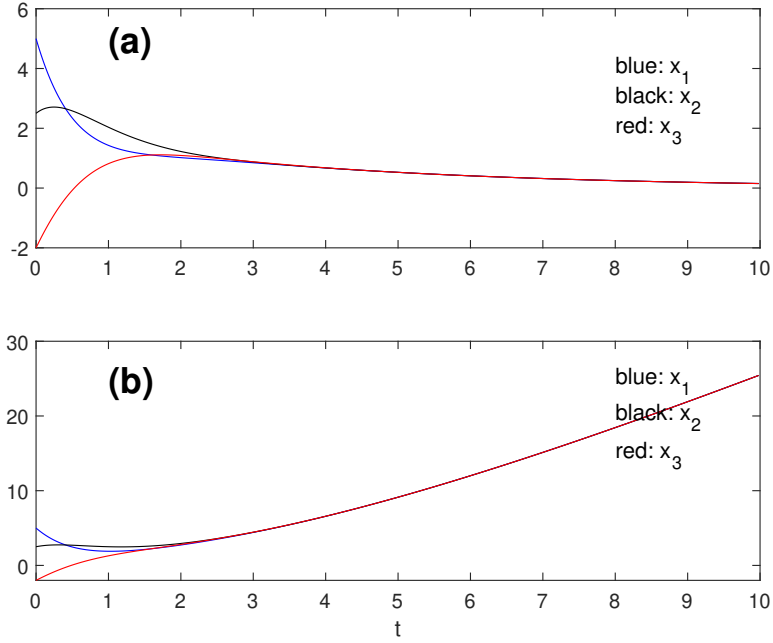 6
(a)
blue: x1
4
black: x2
red: x3
2
0
-2
0 1 2 3 4 5 6 7 8 9 10
30
(b)
blue: x1
20
black: x2
red: x3
10
0
0 1 2 3 4 5 6 7 8 9 10
t